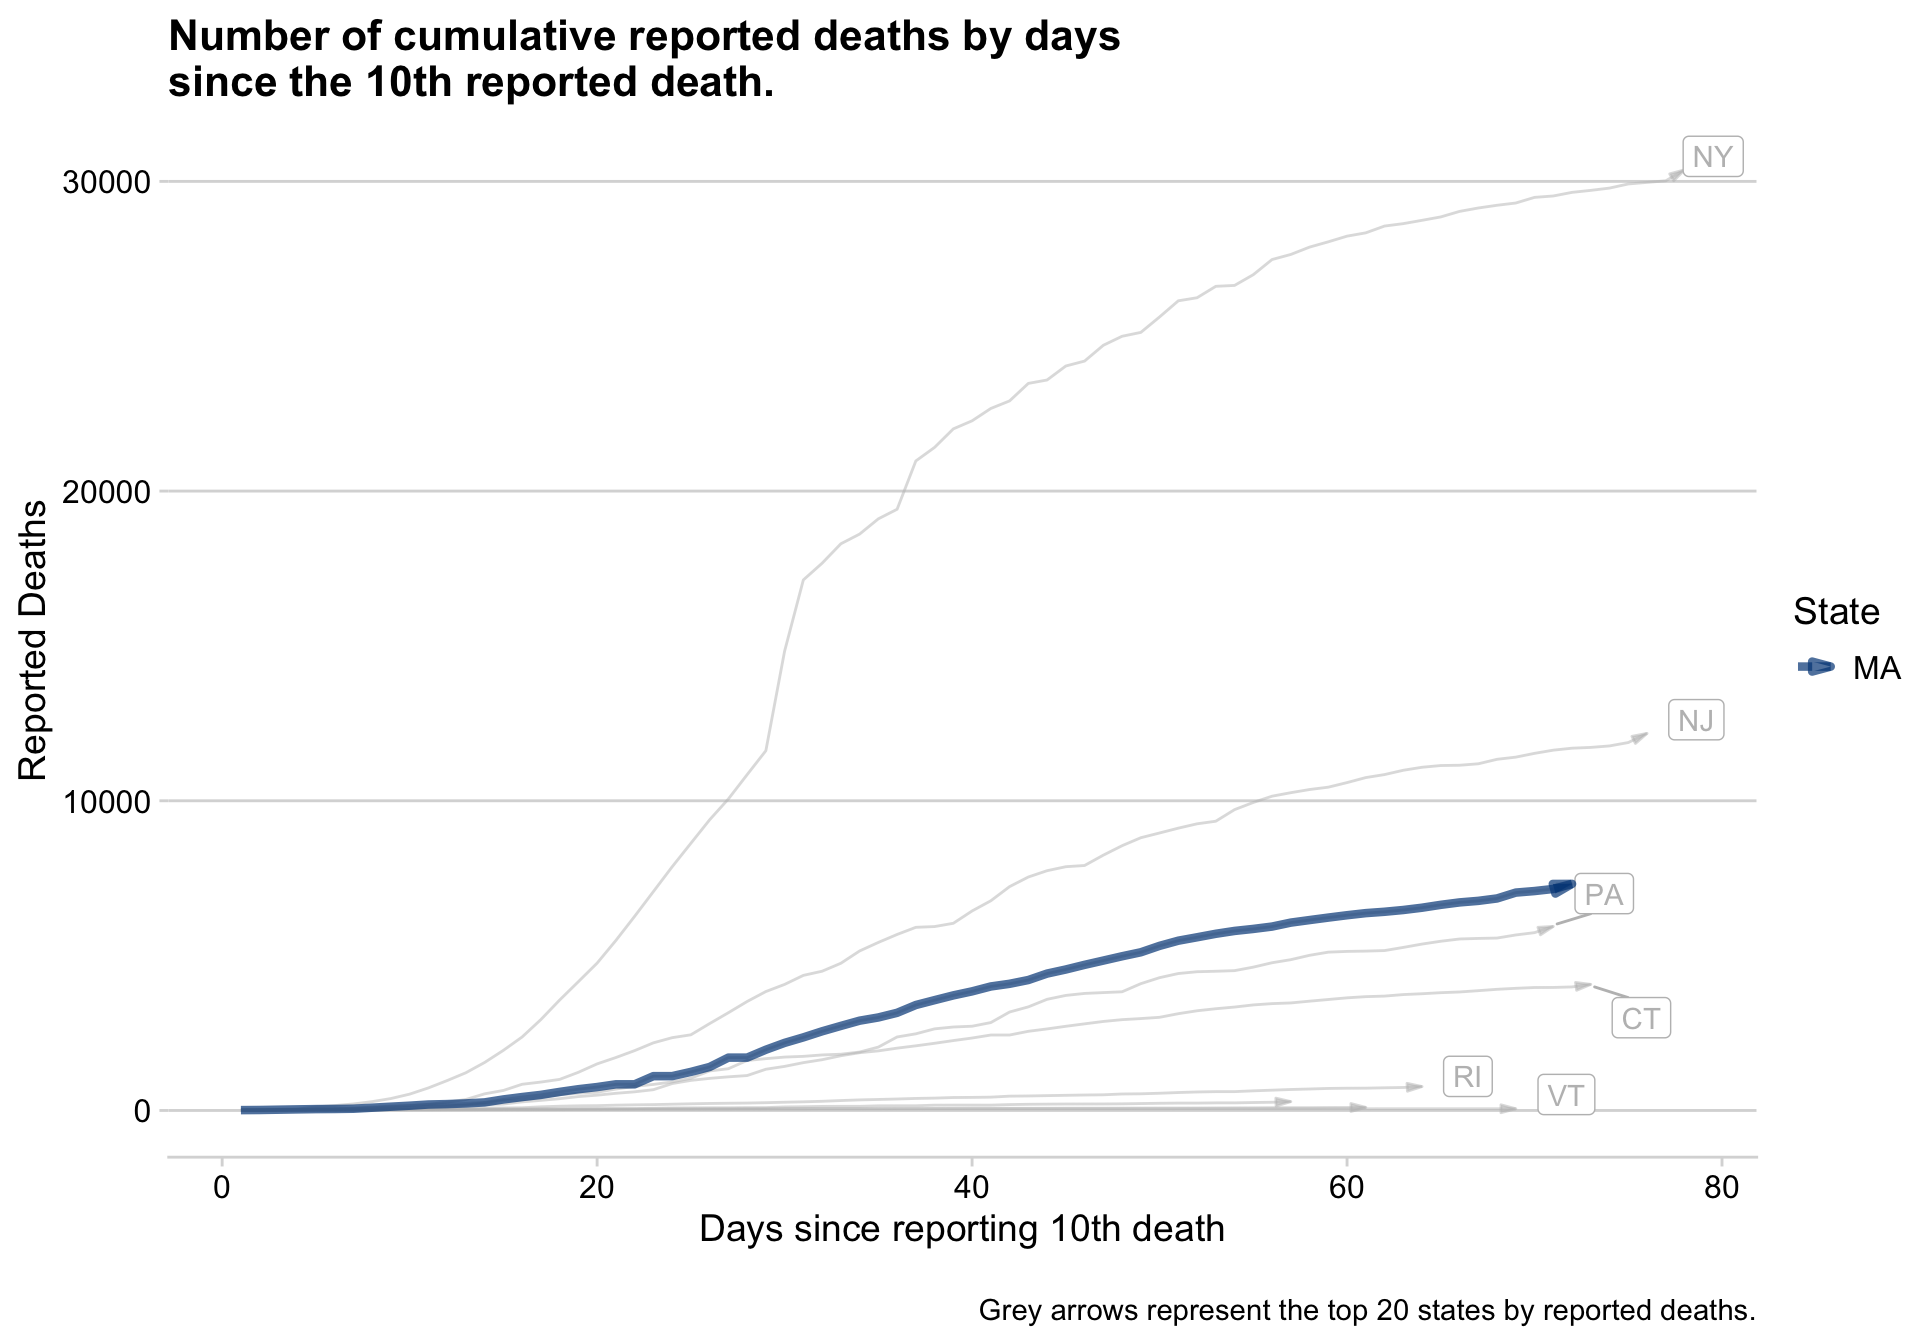 Number of cumulative reported deaths by days
since the 10th reported death.
NY
30000
20000
Reported Deaths
State
MA
NJ
10000
PA
CT
RI
VT
0
0 20 40 60 80
Days since reporting 10th death
Grey arrows represent the top 20 states by reported deaths.